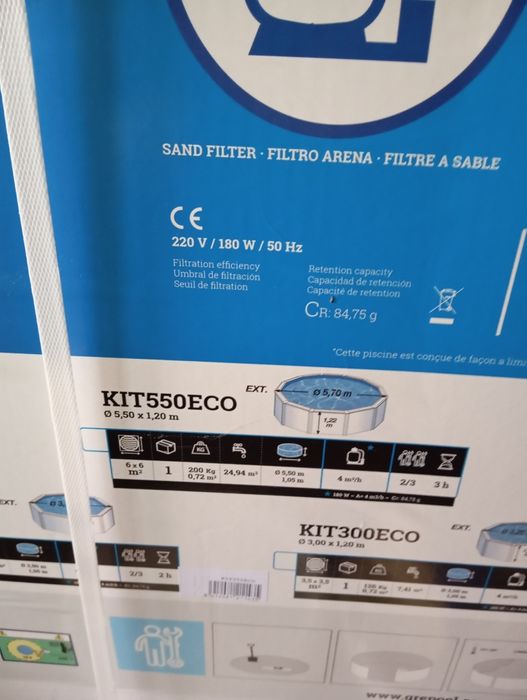 SAND FILTER · FILTRO ARENA · FILTRE A SABLE
CE
220 V / 180 W / 50 Hz
Filtration efficiency
Umbral de filtración
Seuil de filtration
Retention capacity
Capacidad de retención
Capacité de retention
CR: 84,75 g
*Cette piscine est conçue de façon a limi
KIT550ECO
Ø 5,50 x 1,20 m
EXT.
Ø 5,70 m
1,22 m
KG
6 x 6 m²
1
200 Kg
0,72 m³
24,94 m³
Ø 5,50 m
1,05 m
4 m³/h
2/3
3 h
EXT.
KIT300ECO
Ø 3,00 x 1,20 m
EXT.
2/3
2 h
3,5 x 3,5 m²
1
7,41 m³